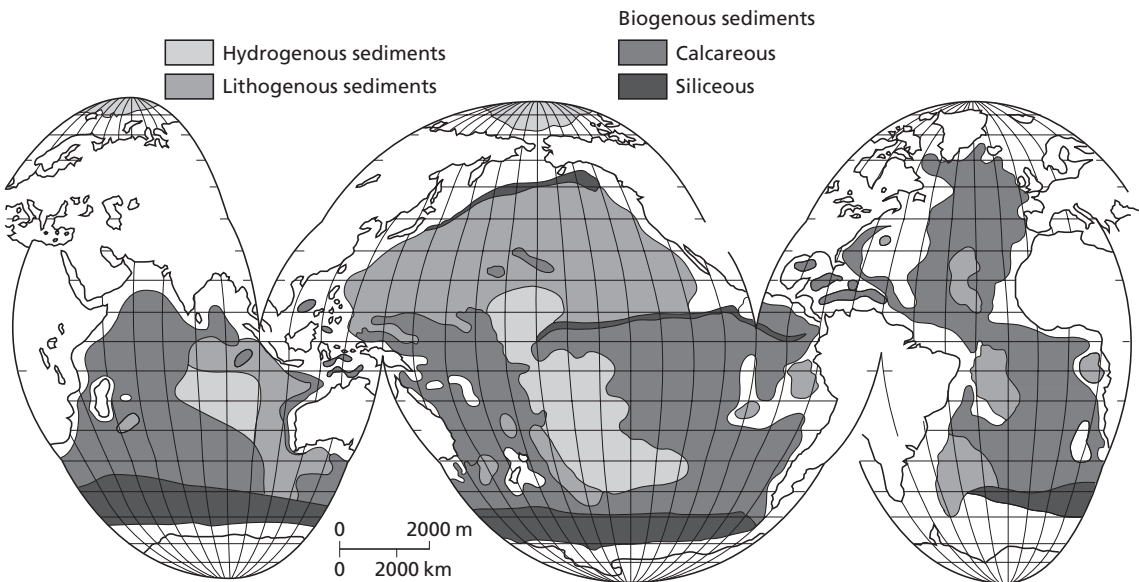 Biogenous sediments
Hydrogenous sediments
Calcareous
Lithogenous sediments
Siliceous
0 2000 m
0 2000 km